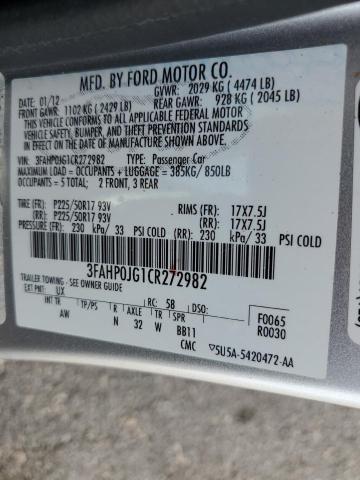 MFD. BY FORD MOTOR CO.
01/12 GVWR: 2029 KG ( 4474 LB)
FRONT GAWR: 1102 KG ( 2429 LB) REAR GAWR: 928 KG ( 2045 LB)
THIS VEHICLE CONFORMS TO ALL APPLICABLE FEDERAL MOTOR
VEHICLE SAFETY, BUMPER, AND THEFT PREVENTION STANDARDS
IN EFFECT ON THE DATE OF MANUFACTURE SHOWN ABOVE
VIN: 3FAHP0JG1CR272982 TYPE: Passenger Car
MAXIMUM LOAD = OCCUPANTS + LUGGAGE = 385KG/ 850LB
OCCUPANTS = 5 TOTAL: 2 FRONT, 3 REAR
TIRE (FR): P225/50R17 93V RIMS (FR): 17X7.5J
(RR): P225/50R17 93V (RR): 17X7.5J
PRESSURE (FR): 230 kPa/ 33 PSI COLD (RR): 230 kPa/ 33 PSI COLD
3FAHP0JG1CR272982
TRAILER TOWING - SEE OWNER GUIDE
EXT PNT: UX RC: 58 DSO: F0065
INT TR TP/PS R AXLE TR SPR R0030
AW N 32 W BB11
CMC ▽5U5A-5420472-AA